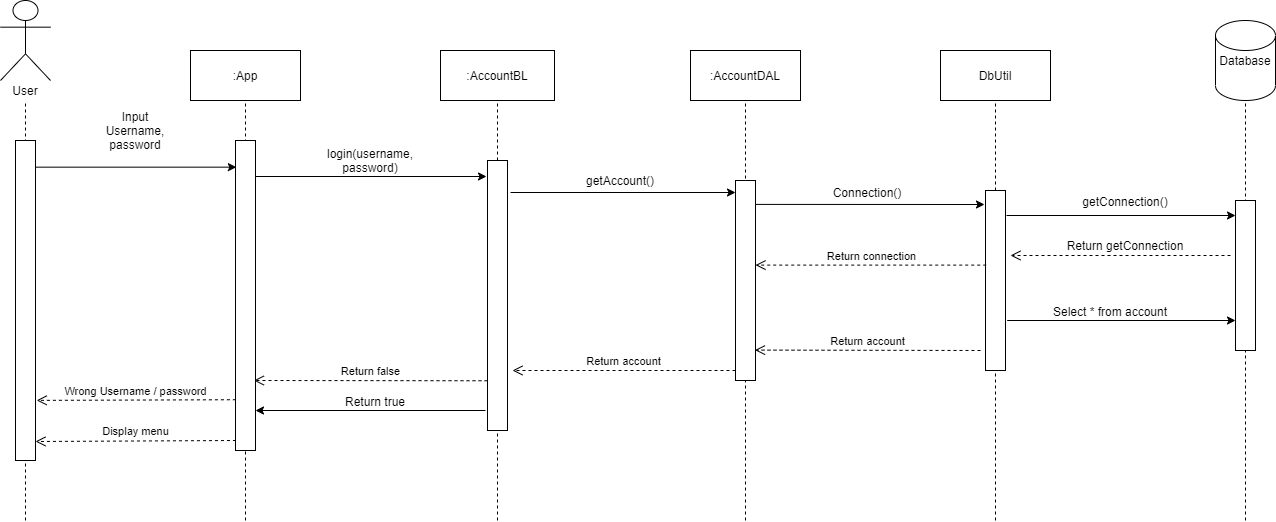 User
:App
:AccountBL
:AccountDAL
DbUtil
Database
Input
Username,
password
login(username,
password)
getAccount()
Connection()
getConnection()
Return getConnection
Return connection
Select * from account
Return account
Return account
Return false
Wrong Username / password
Return true
Display menu